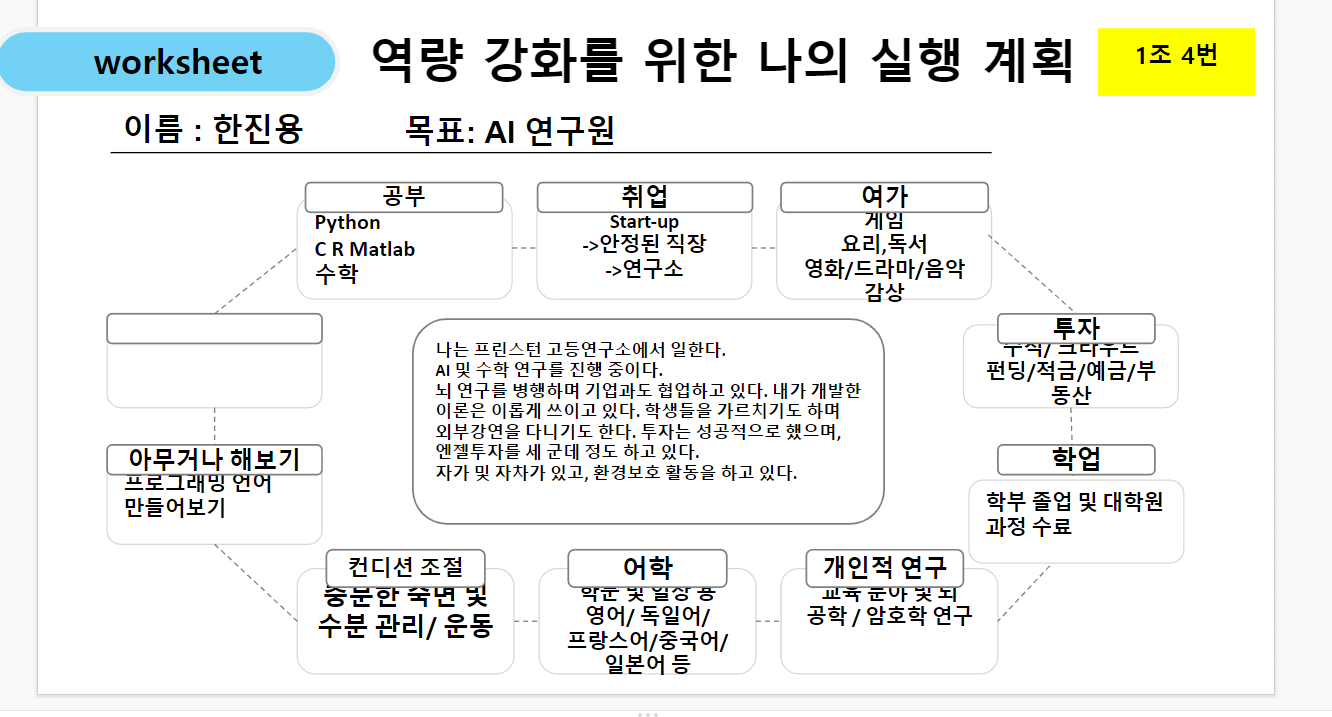 worksheet
역량 강화를 위한 나의 실행 계획
1조 4번
이름 : 한진용
목표: AI 연구원
공부
Python
C R Matlab
수학
취업
Start-up
->안정된 직장
->연구소
여가
게임
요리,독서
영화/드라마/음악
감상
투자
주식/ 크라우드
펀딩/적금/예금/부
동산
학업
학부 졸업 및 대학원
과정 수료
개인적 연구
교육 분야 및 뇌
공학 / 암호학 연구
어학
학문 및 일상 용
영어/ 독일어/
프랑스어/중국어/
일본어 등
컨디션 조절
충분한 숙면 및
수분 관리/ 운동
아무거나 해보기
프로그래밍 언어
만들어보기
나는 프린스턴 고등연구소에서 일한다.
AI 및 수학 연구를 진행 중이다.
뇌 연구를 병행하며 기업과도 협업하고 있다. 내가 개발한
이론은 이롭게 쓰이고 있다. 학생들을 가르치기도 하며
외부강연을 다니기도 한다. 투자는 성공적으로 했으며,
엔젤투자를 세 군데 정도 하고 있다.
자가 및 자차가 있고, 환경보호 활동을 하고 있다.